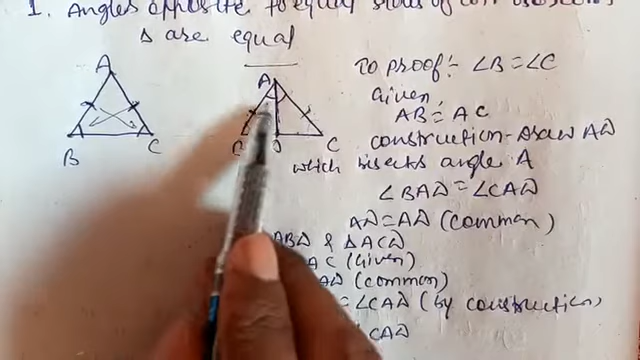 1. Angles opposite to equal sides of an isosceles
Δ are equal
A
B
C
A
C
D
C
To proof:- ∠B = ∠C
Given:
AB = AC
construction- Draw AD
which bisects angle A
∠BAD = ∠CAD
AD = AD (common)
ABD & ΔACD
AC (Given)
AD (common)
= ∠CAD (by construction)
CAD